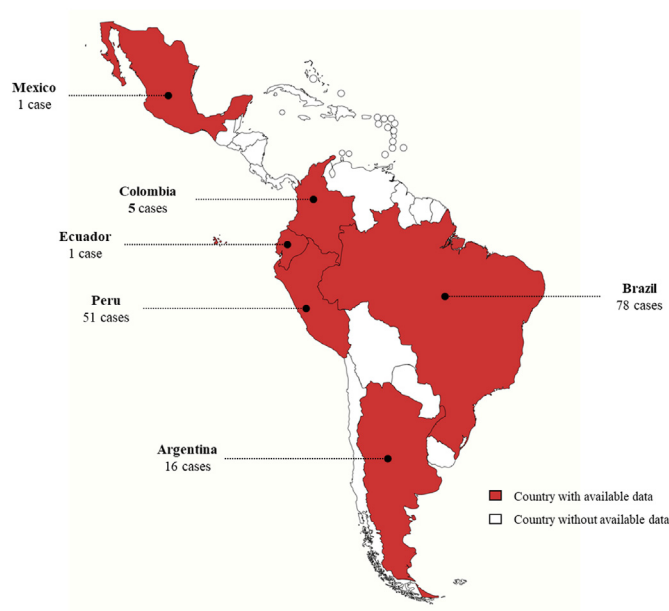 Mexico
1 case
Colombia
5 cases
Ecuador
1 case
Peru
51 cases
Brazil
78 cases
Argentina
16 cases
Country with available data
Country without available data